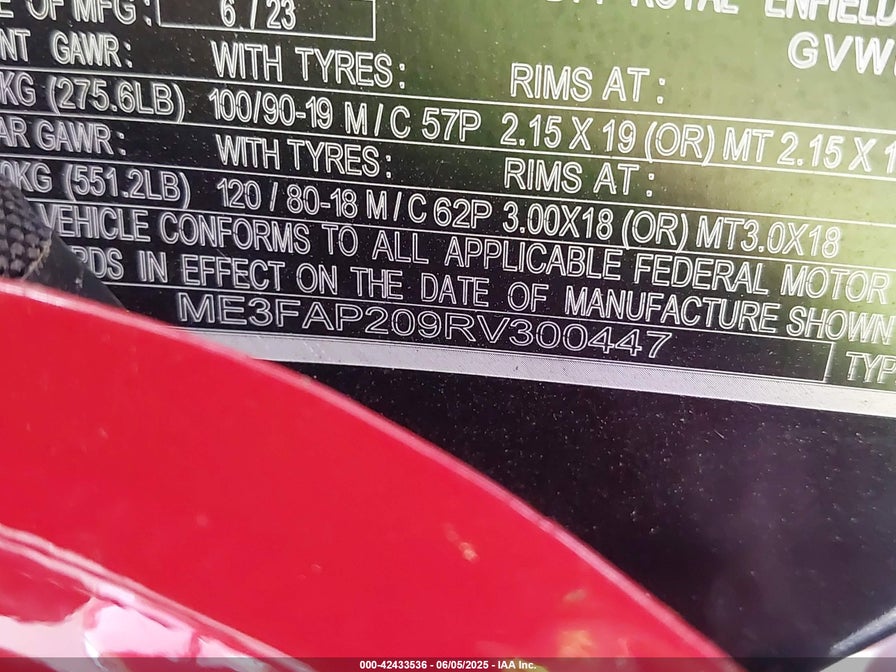 E OF MFG : 6 / 23
ROYAL ENFIELD
NT GAWR: WITH TYRES : RIMS AT : GVW
KG (275.6LB) 100/90-19 M / C 57P 2.15 X 19 (OR) MT 2.15 X 1
AR GAWR: WITH TYRES : RIMS AT :
0KG (551.2LB) 120 / 80-18 M / C 62P 3.00X18 (OR) MT3.0X18
VEHICLE CONFORMS TO ALL APPLICABLE FEDERAL MOTOR
RDS IN EFFECT ON THE DATE OF MANUFACTURE SHOWN
ME3FAP209RV300447 TYP
000-42433536 - 06/05/2025 - IAA Inc.